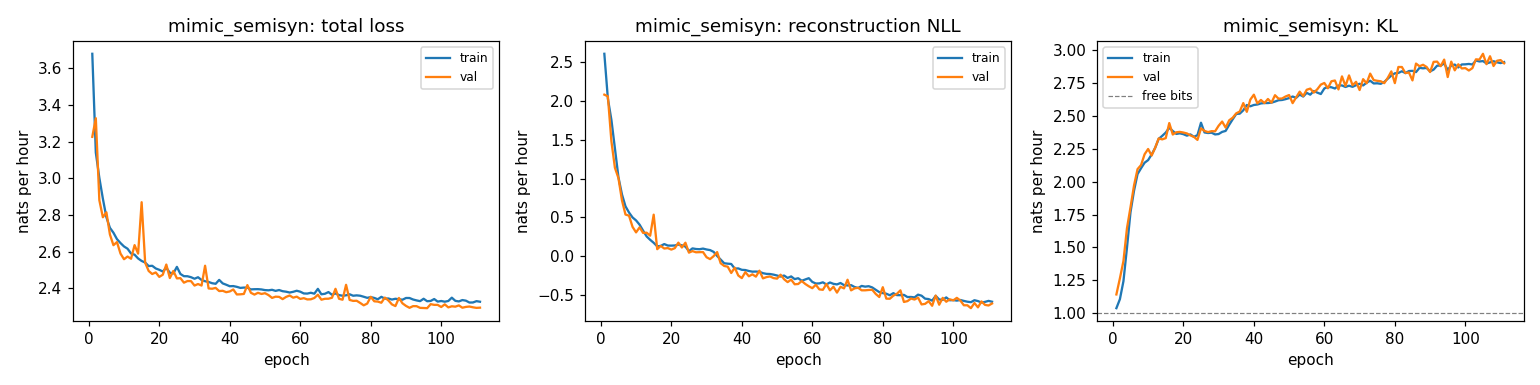 mimic_semisyn: total loss
nats per hour
3.6
3.4
3.2
3.0
2.8
2.6
2.4
train
val
0
20
40
60
80
100
epoch
mimic_semisyn: reconstruction NLL
nats per hour
2.5
2.0
1.5
1.0
0.5
0.0
−0.5
train
val
0
20
40
60
80
100
epoch
mimic_semisyn: KL
nats per hour
3.00
2.75
2.50
2.25
2.00
1.75
1.50
1.25
1.00
train
val
free bits
0
20
40
60
80
100
epoch